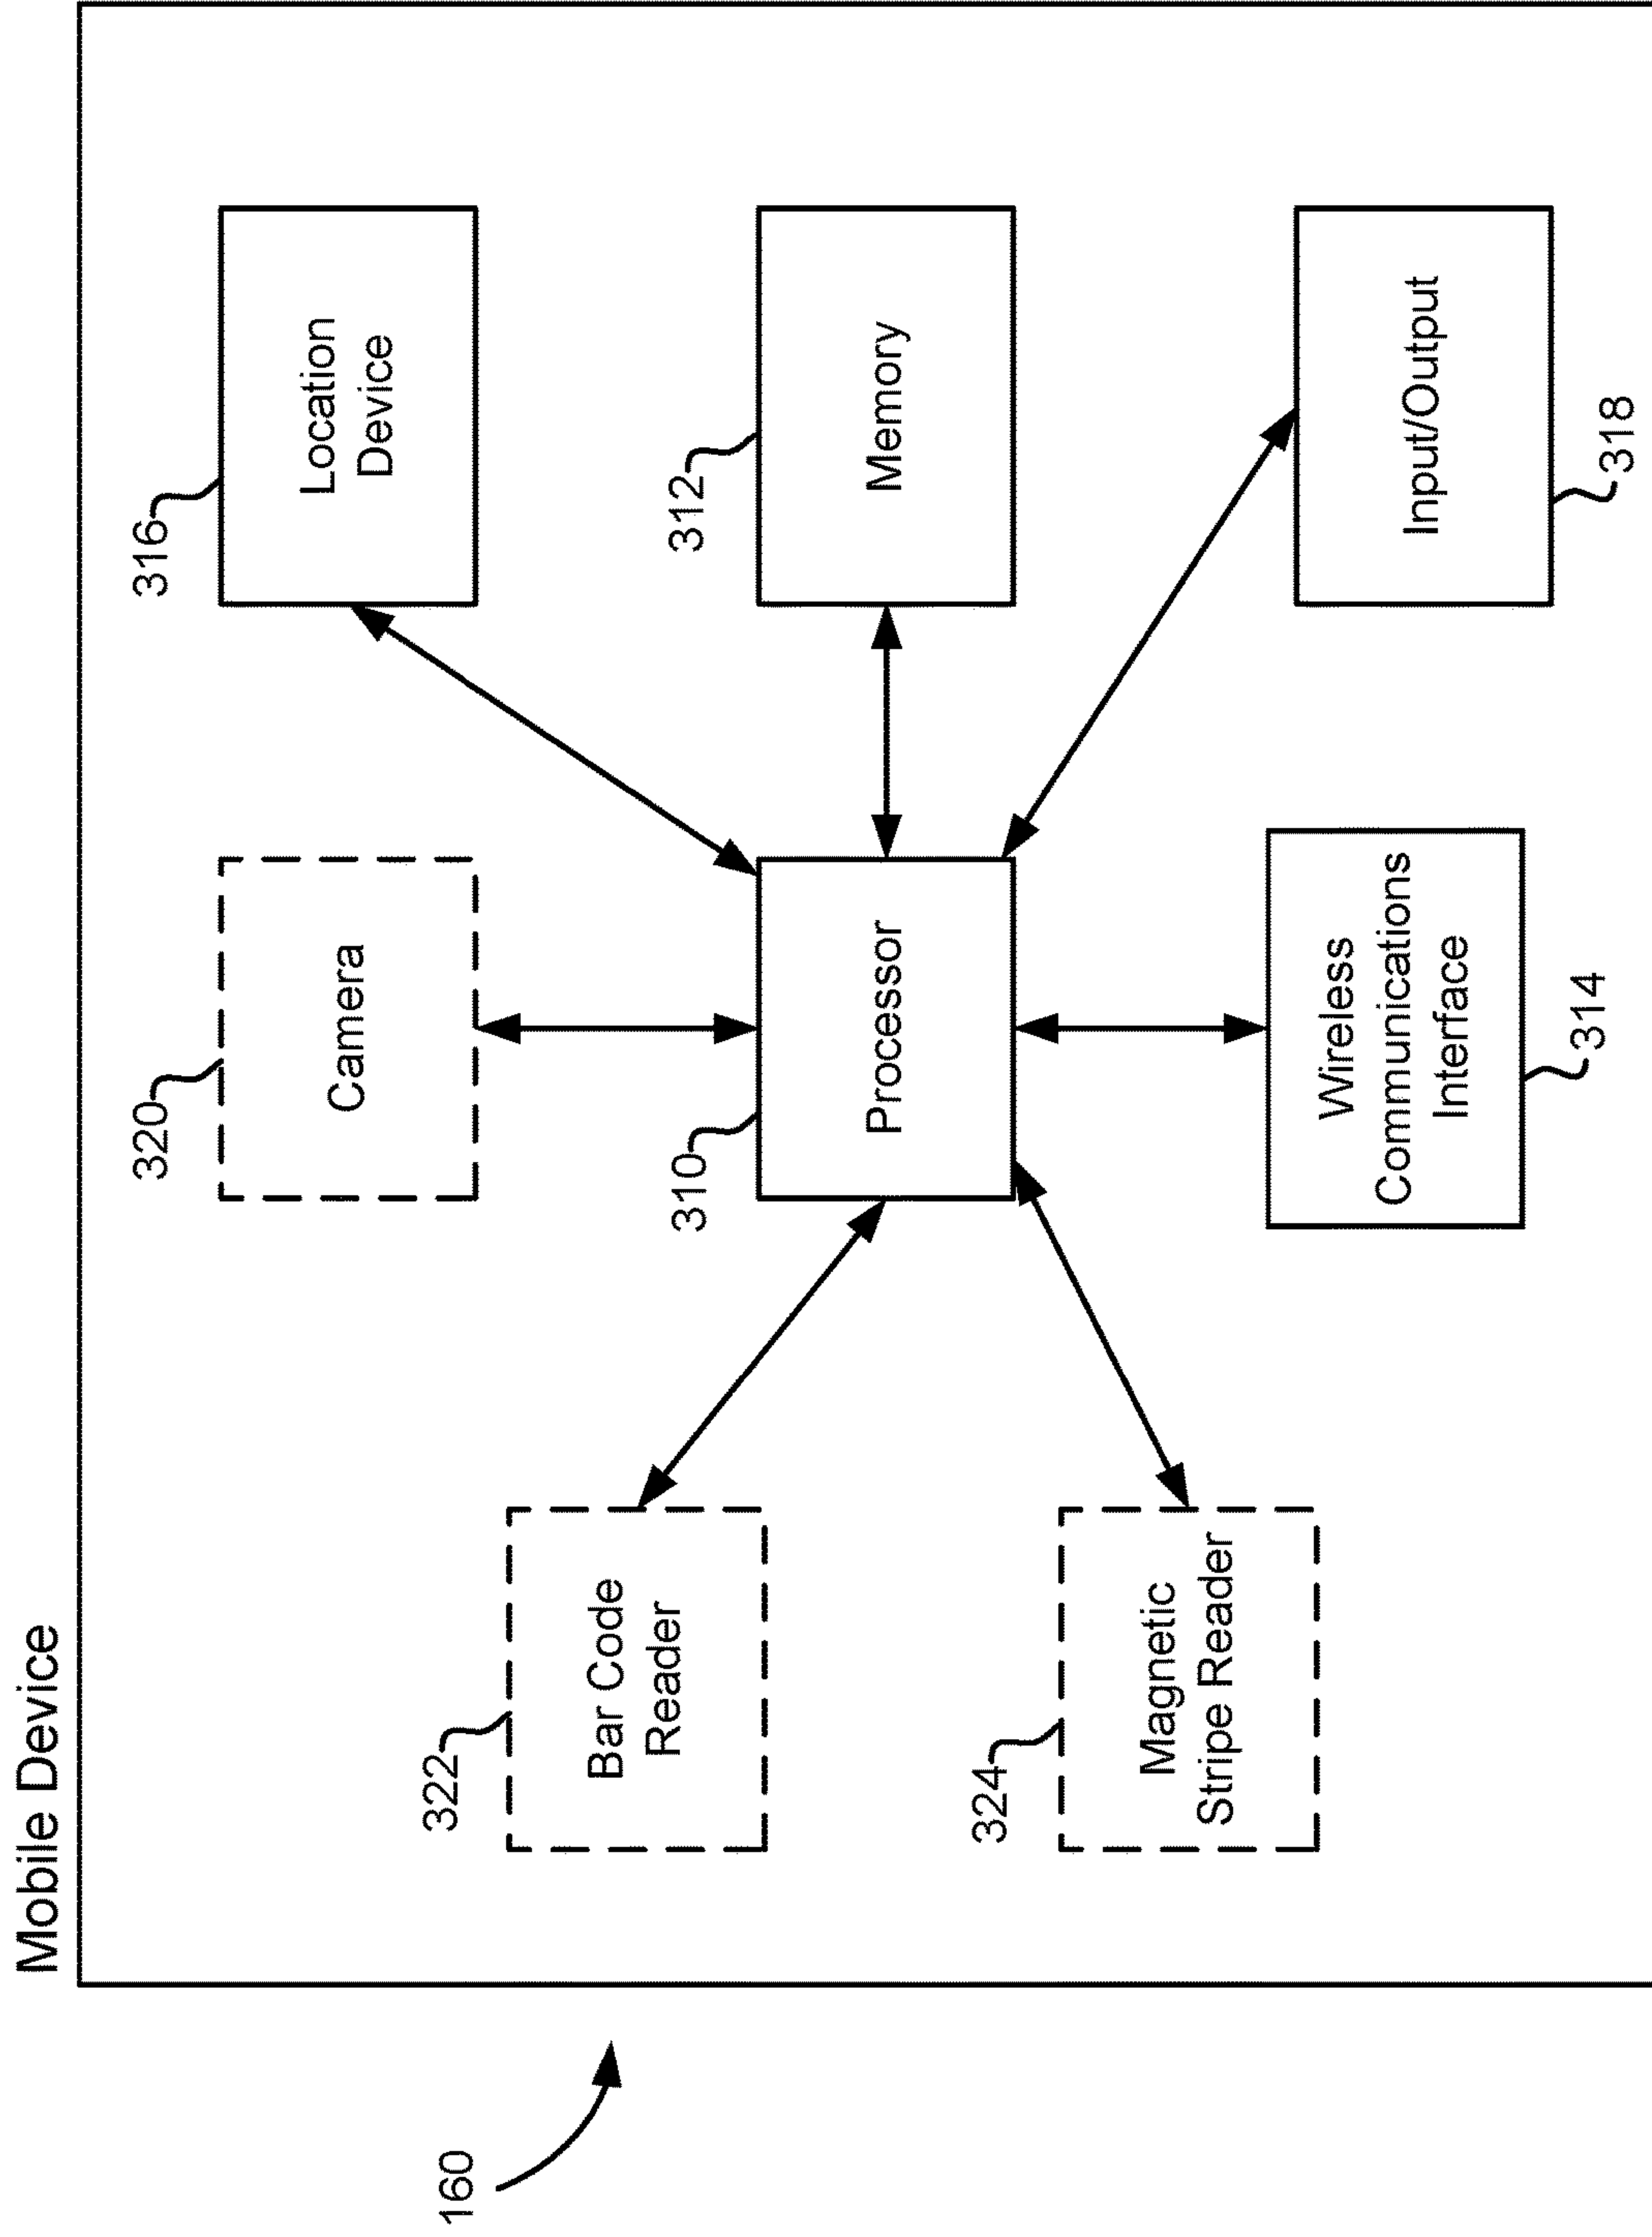 Mobile Device
160
320
Camera
316
Location
Device
322
Bar Code
Reader
310
Processor
312
Memory
324
Magnetic
Stripe Reader
Wireless
Communications
Interface
314
Input/Output
318